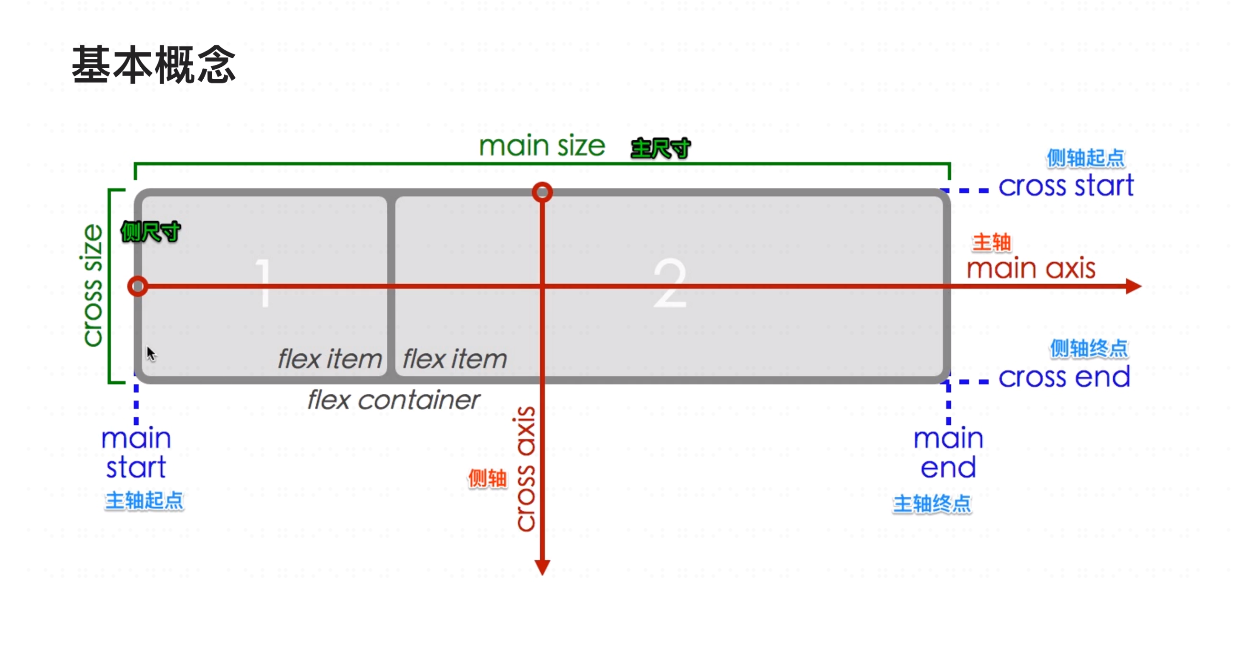 基本概念
main size 主尺寸
侧轴起点
cross start
cross size
侧尺寸
1
2
主轴
main axis
flex item
flex item
flex container
侧轴终点
cross end
main
start
主轴起点
侧轴
cross axis
main
end
主轴终点